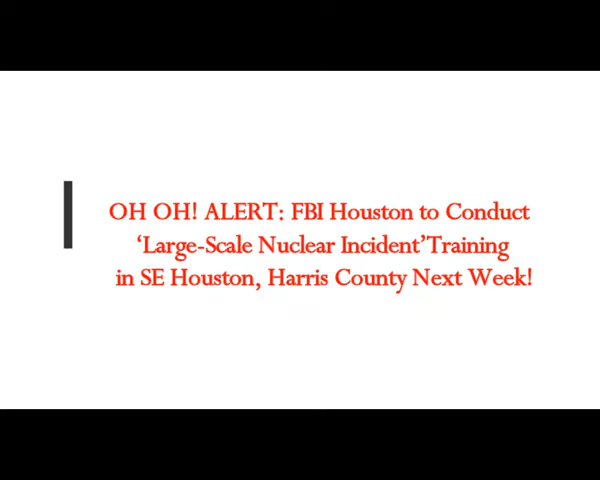 OH OH! ALERT: FBI Houston to Conduct
‘Large-Scale Nuclear Incident’Training
in SE Houston, Harris County Next Week!